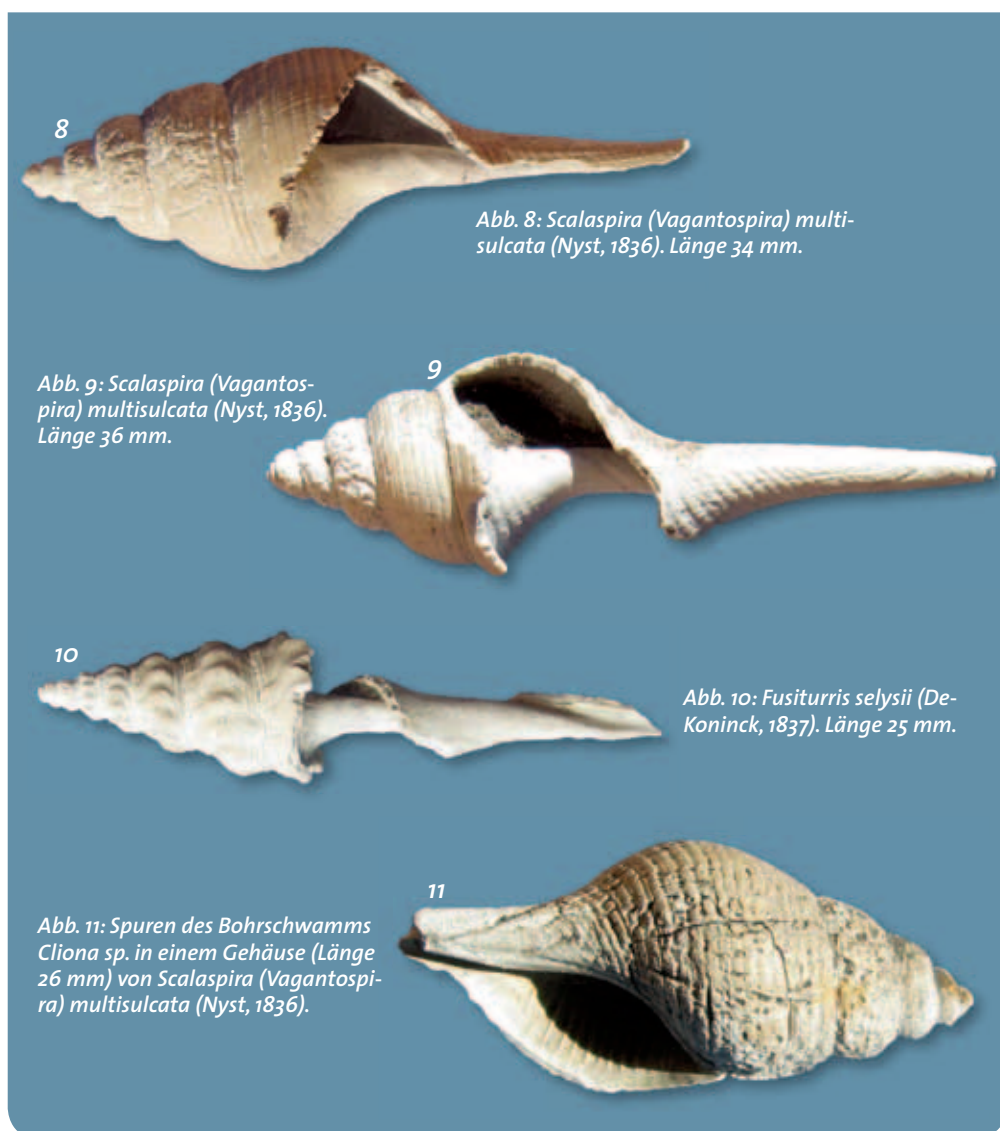 8
Abb. 8: Scalaspira (Vagantospira) multi-
sulcata (Nyst, 1836). Länge 34 mm.
9
Abb. 9: Scalaspira (Vagantos-
pira) multisulcata (Nyst, 1836).
Länge 36 mm.
10
Abb. 10: Fusiturris selysii (De-
Koninck, 1837). Länge 25 mm.
11
Abb. 11: Spuren des Bohrschwamms
Cliona sp. in einem Gehäuse (Länge
26 mm) von Scalaspira (Vagantospi-
ra) multisulcata (Nyst, 1836).